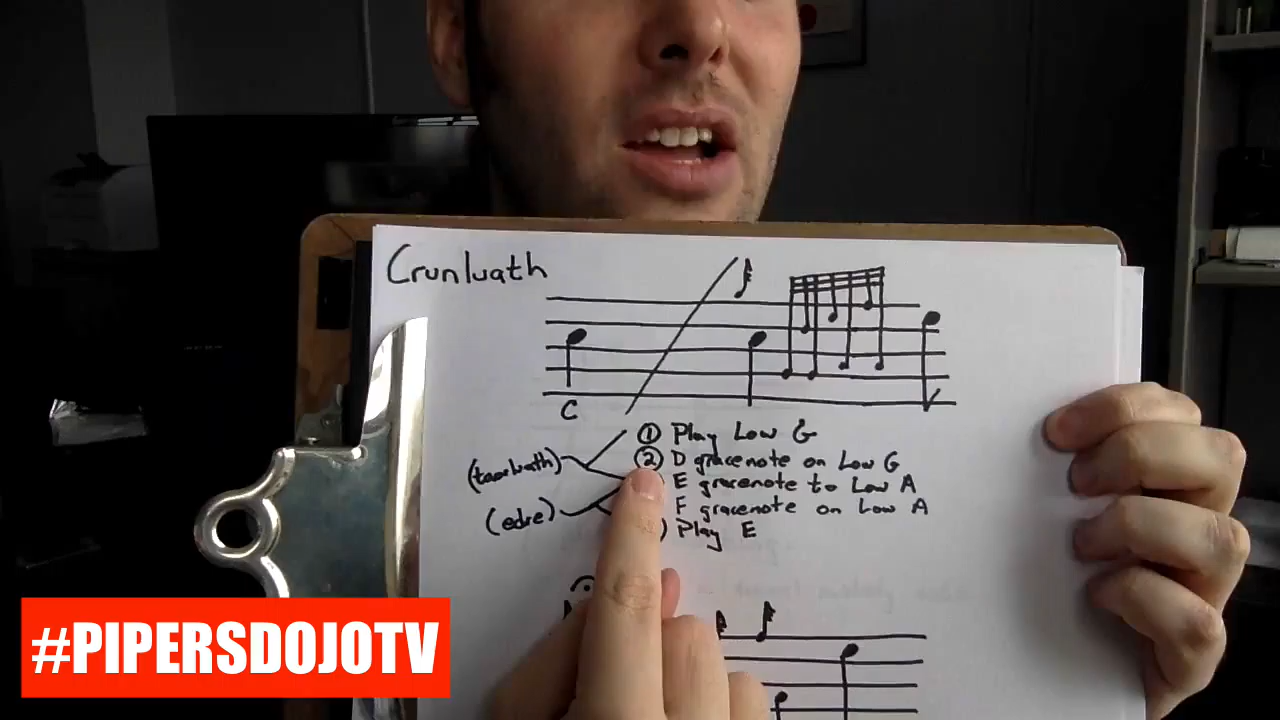 Crunluath
C
① Play Low G
② D gracenote on Low G
(taorluath)
E gracenote to Low A
F gracenote on Low A
(edre)
Play E
#PIPERSDOJOTV